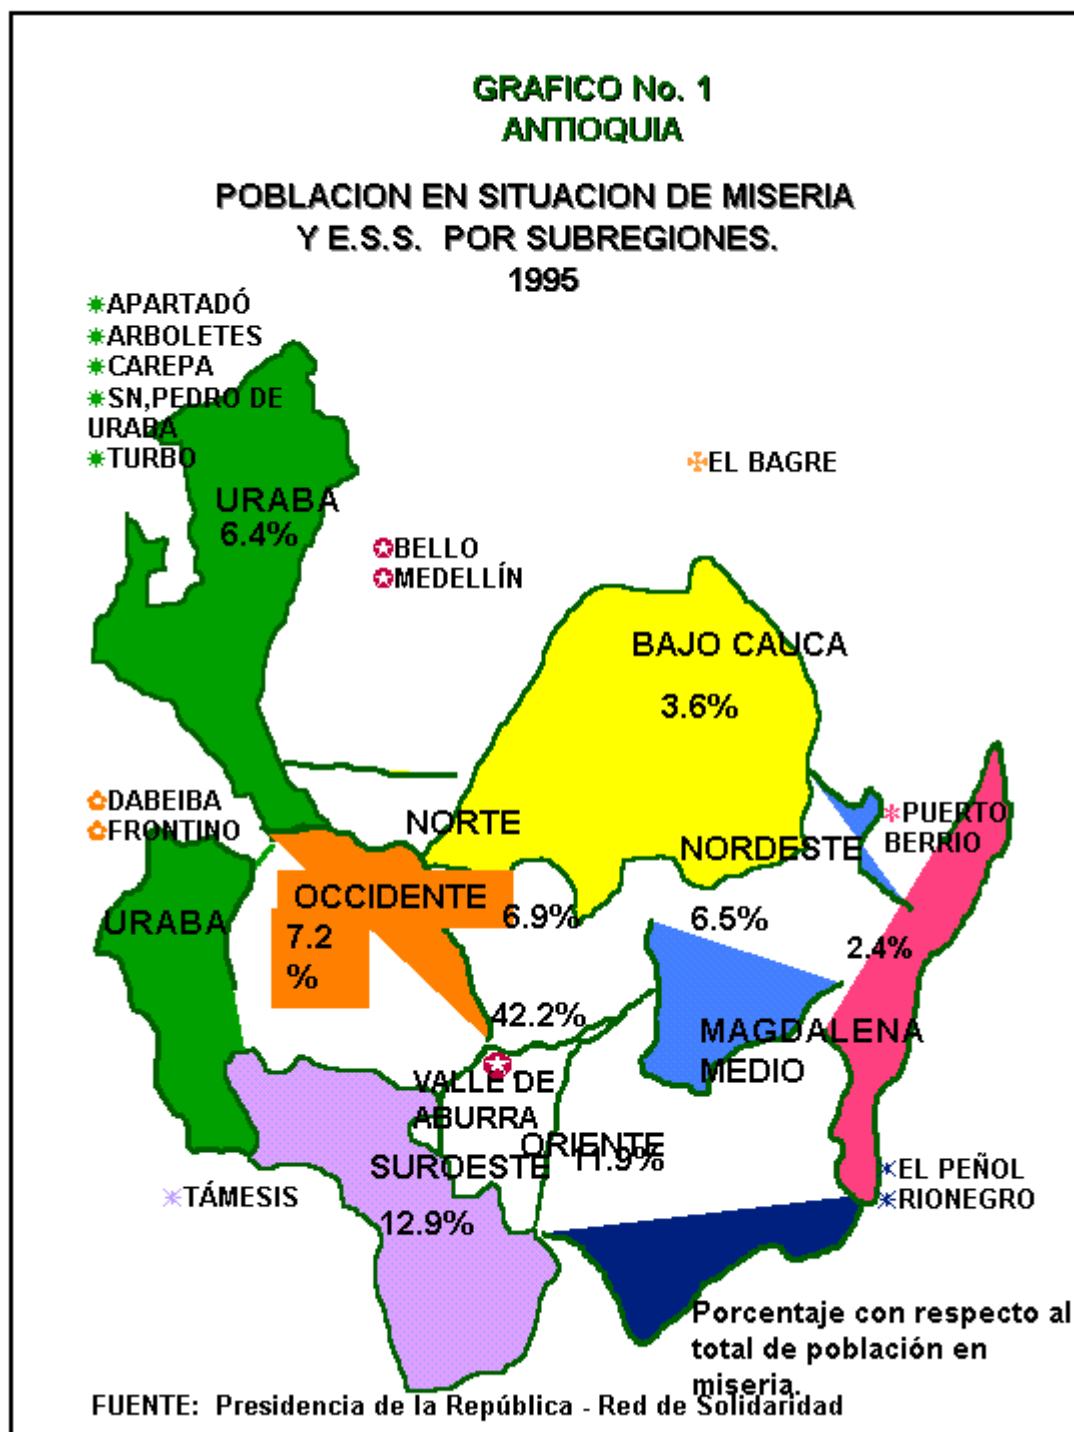 GRAFICO No. 1
ANTIOQUIA
POBLACION EN SITUACION DE MISERIA
Y E.S.S. POR SUBREGIONES.
1995
APARTADÓ
ARBOLETES
CAREPA
SN,PEDRO DE
URABA
TURBO
EL BAGRE
URABA
6.4%
BELLO
MEDELLÍN
BAJO CAUCA
3.6%
DABEIBA
FRONTINO
NORTE
PUERTO
BERRIO
NORDESTE
OCCIDENTE
URABA
7.2
%
6.9%
6.5%
2.4%
42.2%
MAGDALENA
MEDIO
VALLE DE
ABURRA
ORIENTE
11.9%
SUROESTE
12.9%
TÁMESIS
EL PEÑOL
RIONEGRO
Porcentaje con respecto al
total de población en
miseria.
FUENTE: Presidencia de la República - Red de Solidaridad